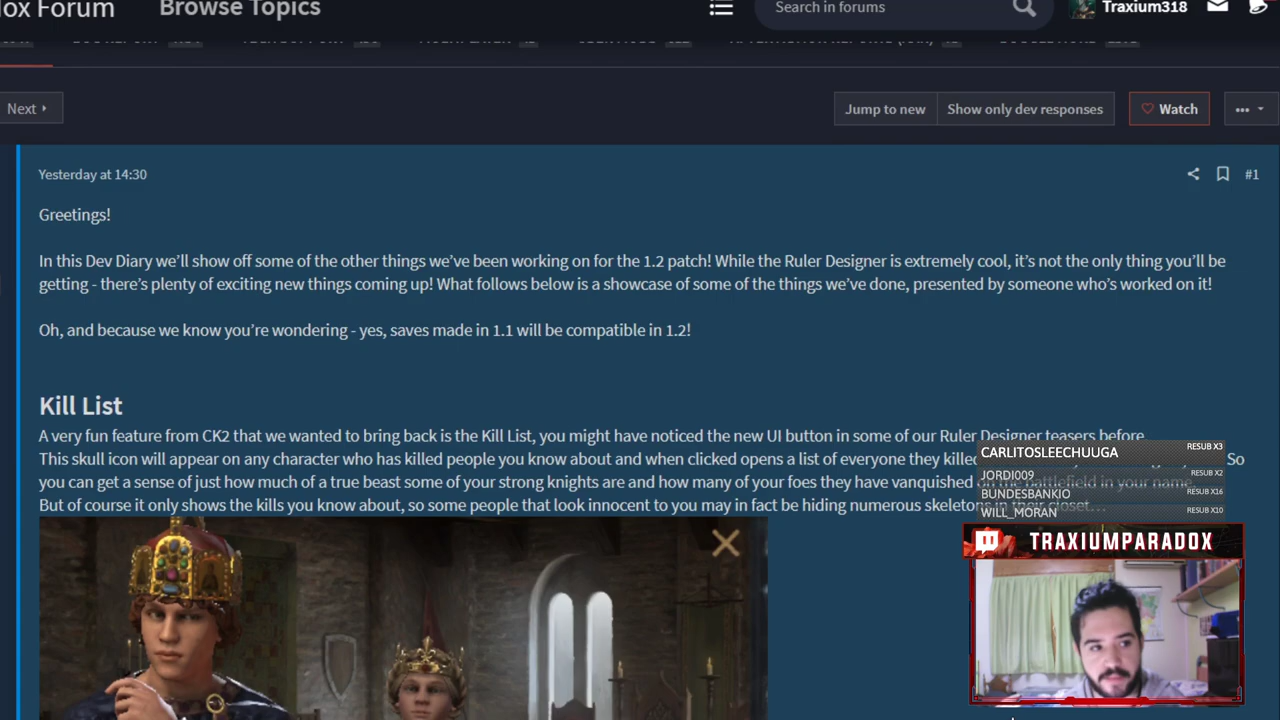 ox Forum
Browse Topics
Search in forums
Traxium318
Next
Jump to new
Show only dev responses
Watch
Yesterday at 14:30
#1
Greetings!
In this Dev Diary we'll show off some of the other things we've been working on for the 1.2 patch! While the Ruler Designer is extremely cool, it's not the only thing you'll be
getting - there's plenty of exciting new things coming up! What follows below is a showcase of some of the things we've done, presented by someone who's worked on it!
Oh, and because we know you're wondering - yes, saves made in 1.1 will be compatible in 1.2!
Kill List
A very fun feature from CK2 that we wanted to bring back is the Kill List, you might have noticed the new UI button in some of our Ruler Designer teasers before.
This skull icon will appear on any character who has killed people you know about and when clicked opens a list of everyone they killed So
you can get a sense of just how much of a true beast some of your strong knights are and how many of your foes they have vanquished on the battlefield in your name.
But of course it only shows the kills you know about, so some people that look innocent to you may in fact be hiding numerous skeletons in their closet...
CARLITOSLEECHUUGA RESUB X3
JORDI009 RESUB X2
BUNDESBANKIO RESUB X16
WILL_MORAN RESUB X10
TRAXIUMPARADOX